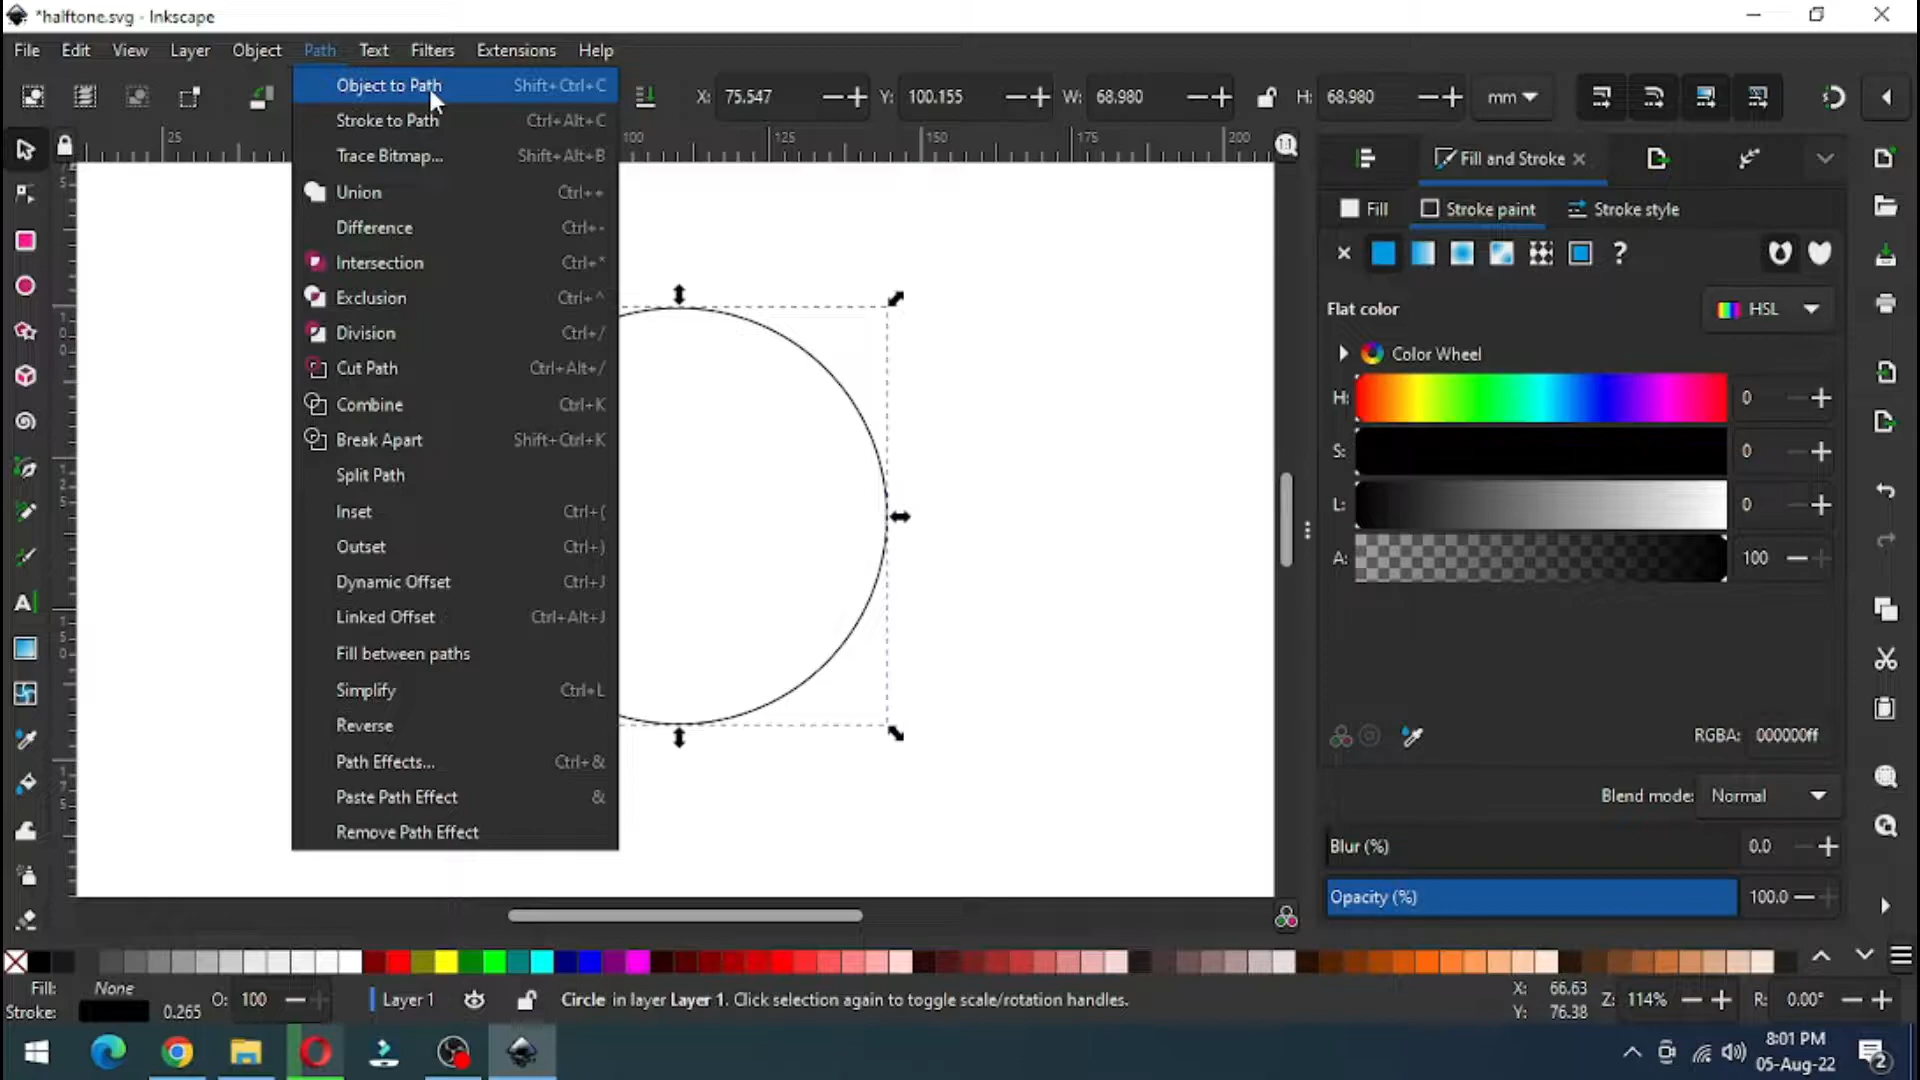 *halftone.svg - Inkscape
File Edit View Layer Object Path Text Filters Extensions Help
X: 75.547 Y: 100.155 W: 68.980 H: 68.980 mm
25 100 125 150 175 200
Object to Path Shift+Ctrl+C
Stroke to Path Ctrl+Alt+C
Trace Bitmap... Shift+Alt+B
Union Ctrl++
Difference Ctrl+-
Intersection Ctrl+*
Exclusion Ctrl+^
Division Ctrl+/
Cut Path Ctrl+Alt+/
Combine Ctrl+K
Break Apart Shift+Ctrl+K
Split Path
Inset Ctrl+(
Outset Ctrl+)
Dynamic Offset Ctrl+J
Linked Offset Ctrl+Alt+J
Fill between paths
Simplify Ctrl+L
Reverse
Path Effects... Ctrl+&
Paste Path Effect &
Remove Path Effect
Fill and Stroke
Fill Stroke paint Stroke style
?
Flat color HSL
Color Wheel
H: 0
S: 0
L: 0
A: 100
RGBA: 000000ff
Blend mode: Normal
Blur (%) 0.0
Opacity (%) 100.0
Fill: None
Stroke: 0.265
O: 100
Layer 1
Circle in layer Layer 1. Click selection again to toggle scale/rotation handles.
X: 66.63
Y: 76.38
Z: 114%
R: 0.00°
8:01 PM
05-Aug-22
2